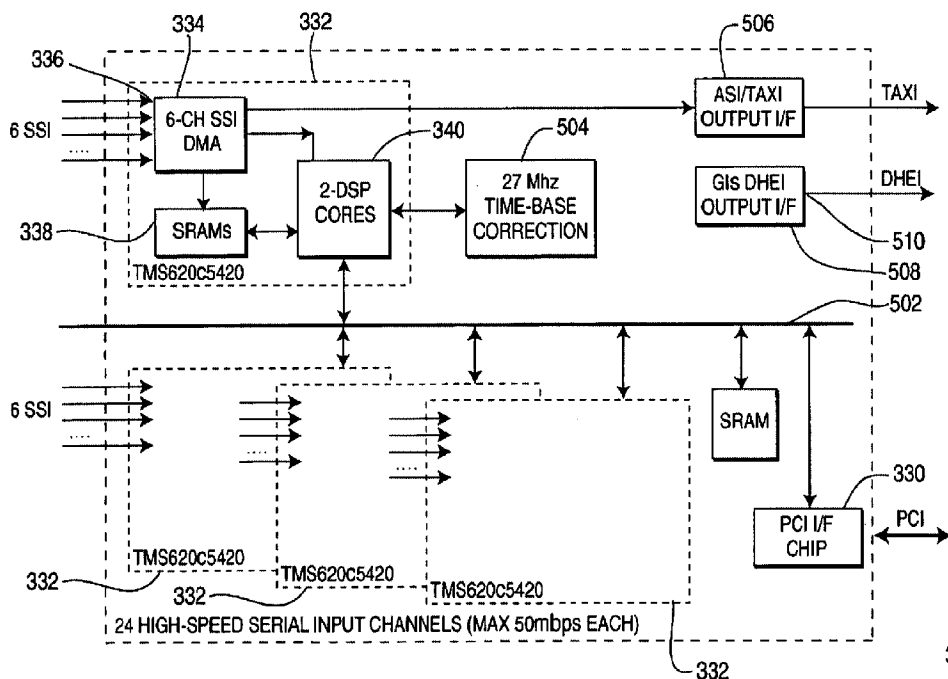 334
332
506
336
6-CH SSI
DMA
ASI/TAXI
OUTPUT I/F
TAXI
6 SSI
....
340
504
2-DSP
CORES
27 Mhz
TIME-BASE
CORRECTION
GIs DHEI
OUTPUT I/F
DHEI
338
SRAMs
510
508
TMS620c5420
502
6 SSI
....
....
....
SRAM
330
PCI I/F
CHIP
PCI
TMS620c5420
332
TMS620c5420
332
TMS620c5420
24 HIGH-SPEED SERIAL INPUT CHANNELS (MAX 50mbps EACH)
332